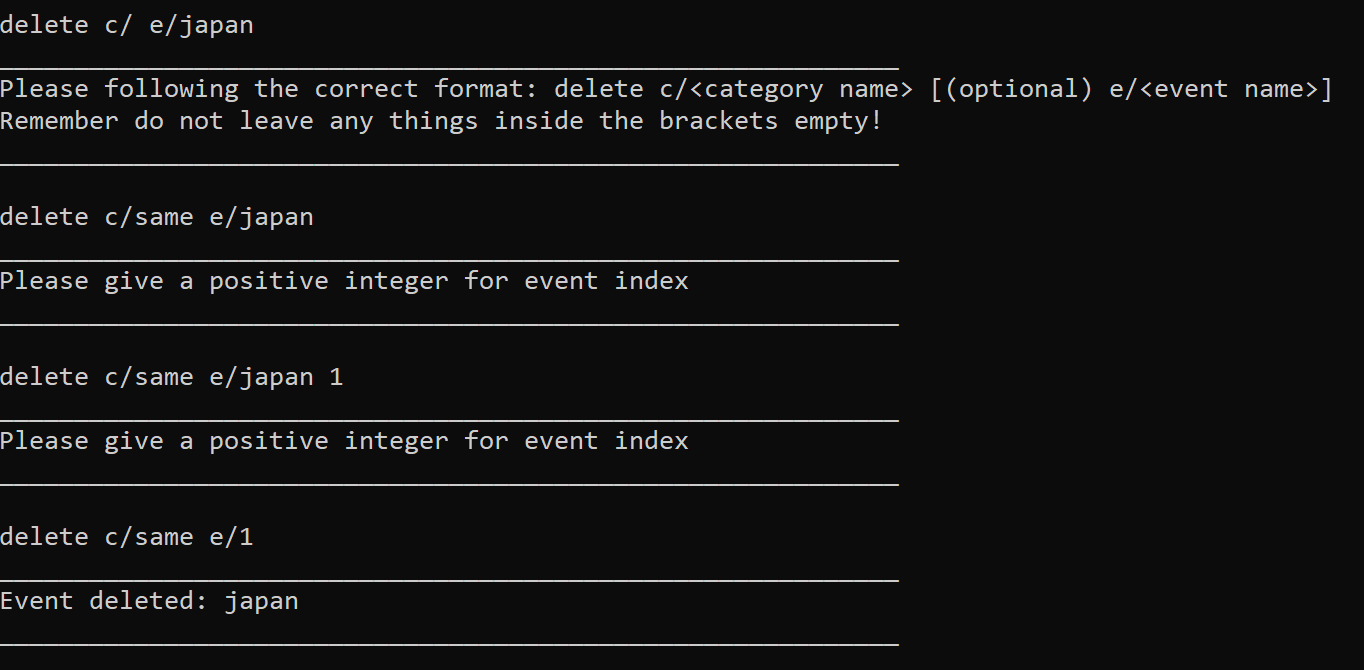 delete c/ e/japan
____________________________________________________________
Please following the correct format: delete c/<category name> [(optional) e/<event name>]
Remember do not leave any things inside the brackets empty!
____________________________________________________________
delete c/same e/japan
____________________________________________________________
Please give a positive integer for event index
____________________________________________________________
delete c/same e/japan 1
____________________________________________________________
Please give a positive integer for event index
____________________________________________________________
delete c/same e/1
____________________________________________________________
Event deleted: japan
____________________________________________________________